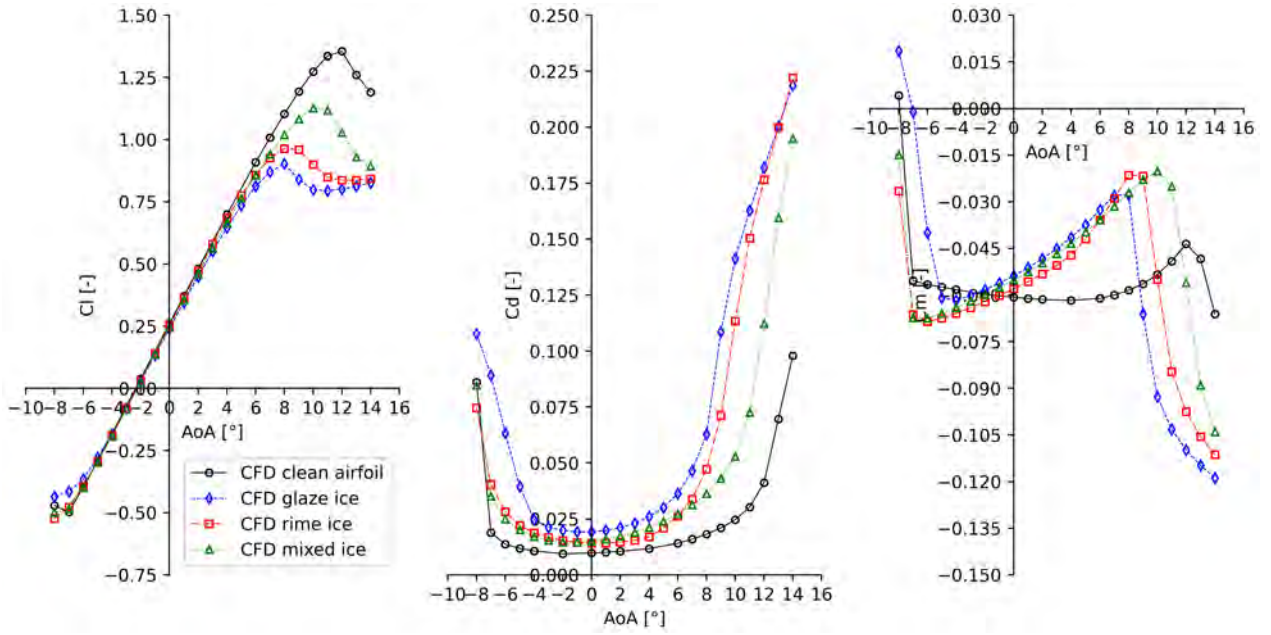 1.50
1.25
1.00
0.75
0.50
0.25
0.00
−0.25
−0.50
−0.75
Cl [-]
−10−8 −6 −4 −2 0 2 4 6 8 10 12 14 16
AoA [°]
CFD clean airfoil
CFD glaze ice
CFD rime ice
CFD mixed ice
0.250
0.225
0.200
0.175
0.150
0.125
0.100
0.075
0.050
0.025
0.000
Cd [-]
−10−8 −6 −4 −2 0 2 4 6 8 10 12 14 16
AoA [°]
0.030
0.015
0.000
−0.015
−0.030
−0.045
−0.075
−0.090
−0.105
−0.120
−0.135
−0.150
m [-]
−10−8 −6 −4 −2 0 2 4 6 8 10 12 14 16
AoA [°]